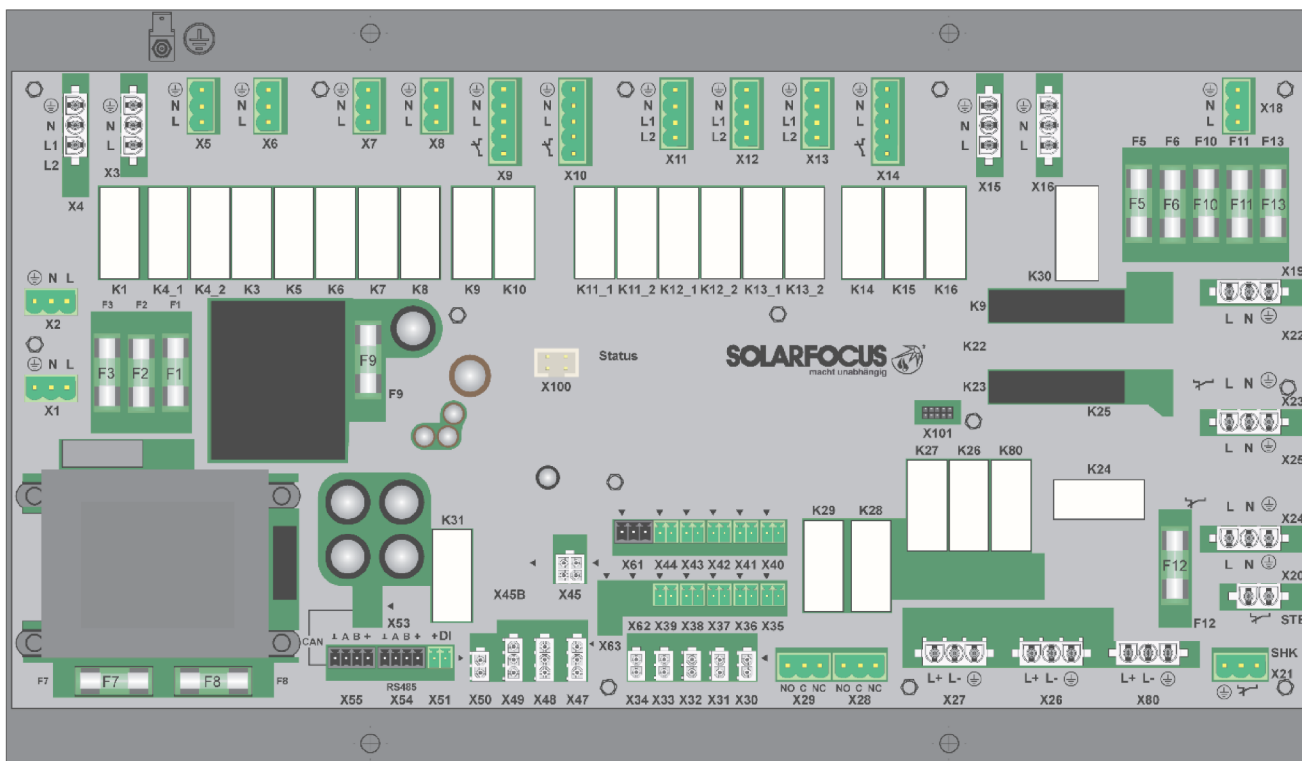 N N N N N N N N N N N N N
L1 L L L L L L L1 L1 L1 L L L L
L2 L2 L2 L2
X4 X3 X5 X6 X7 X8 X9 X10 X11 X12 X13 X14 X15 X16 X18
F5 F6 F10 F11 F13
F5 F6 F10 F11 F13
K1 K4_1 K4_2 K3 K5 K6 K7 K8 K9 K10 K11_1 K11_2 K12_1 K12_2 K13_1 K13_2 K14 K15 K16 K30
X19
N L
X2
F3 F2 F1
F3 F2 F1
F9
F9
K9
L N
X22
X100
Status
SOLARFOCUS
macht unabhängig
K22
K23
K25
L N
X23
N L
X1
X101
L N
X25
K27 K26 K80
K24
K29 K28
K31
L N
X24
F12
L N
X20
STB
F12
X61 X44 X43 X42 X41 X40
X45B X45
X62 X39 X38 X37 X36 X35
X63
X53
CAN
⊥ A B + ⊥ A B + +DI
RS485
X55 X54 X51 X50 X49 X48 X47 X34 X33 X32 X31 X30
NO C NC NO C NC
X29 X28
L+ L- L+ L- L+ L-
X27 X26 X80
SHK
X21
F7 F7 F8 F8